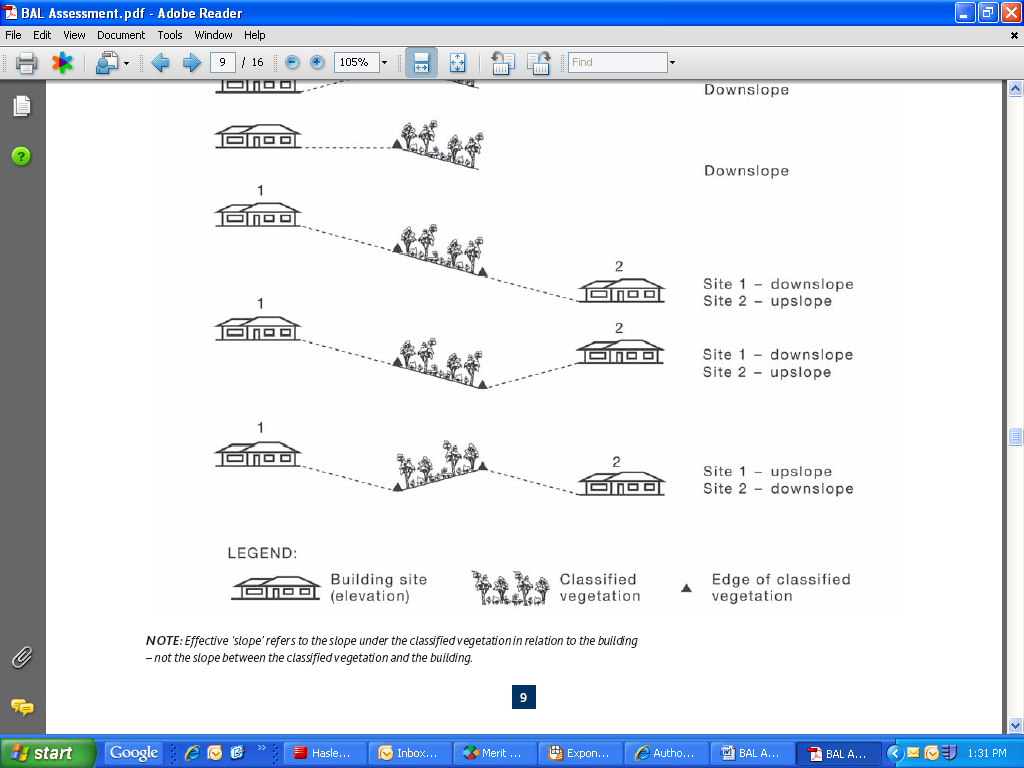 BAL Assessment.pdf - Adobe Reader
File Edit View Document Tools Window Help
9 / 16 105% Find
Downslope
Downslope
1
2
Site 1 – downslope
Site 2 – upslope
1
2
Site 1 – downslope
Site 2 – upslope
1
2
Site 1 – upslope
Site 2 – downslope
LEGEND:
Building site
(elevation)
Classified
vegetation
Edge of classified
vegetation
NOTE: Effective ‘slope’ refers to the slope under the classified vegetation in relation to the building
– not the slope between the classified vegetation and the building.
9
start Google Hasle... Inbox... Merit ... Expon... Autho... BAL A... BAL A... 1:31 PM